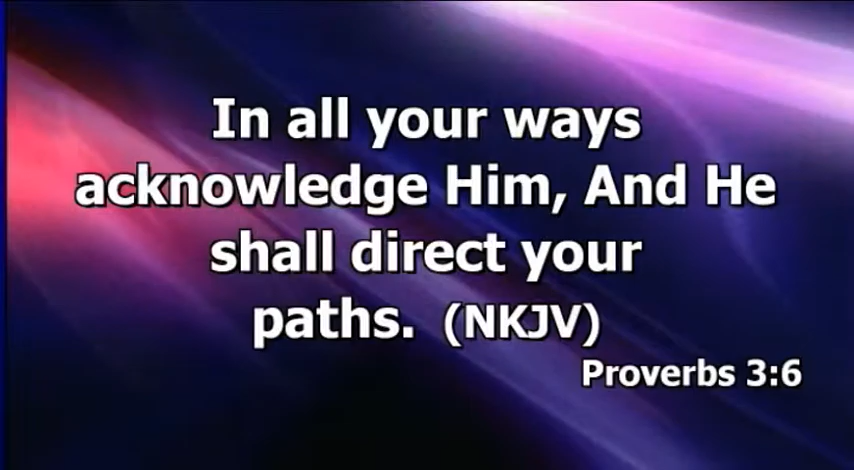 In all your ways
acknowledge Him, And He
shall direct your
paths. (NKJV)
Proverbs 3:6